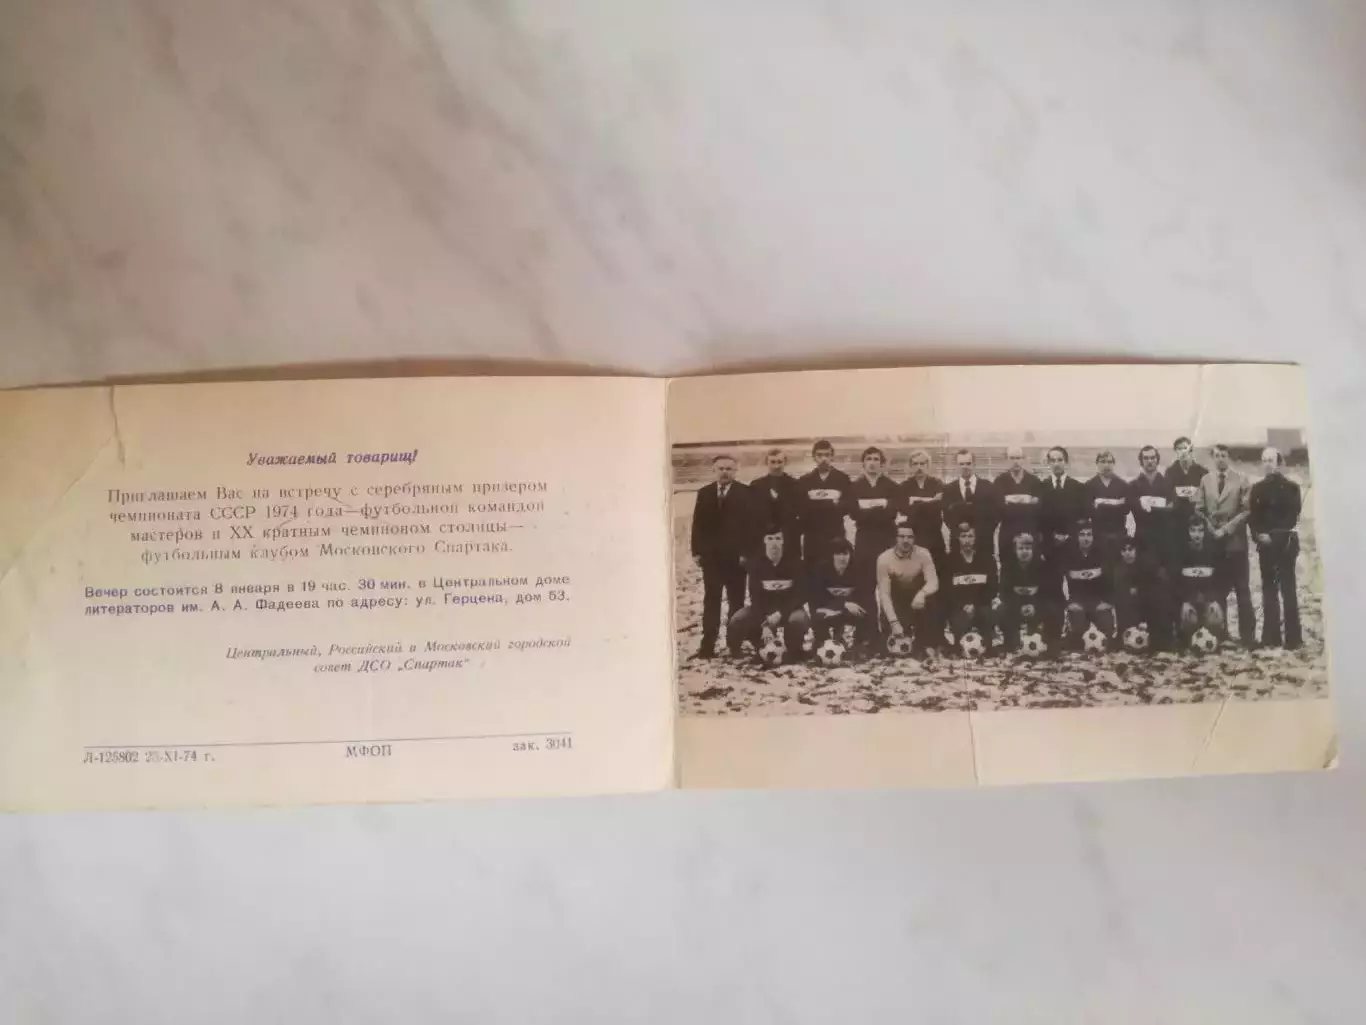 Уважаемый товарищ!
Приглашаем Вас на встречу с серебряным призером
чемпионата СССР 1974 года—футбольной командой
мастеров и XX кратным чемпионом столицы—
футбольным клубом Московского Спартака.
Вечер состоится 8 января в 19 час. 30 мин. в Центральном доме
литераторов им. А. А. Фадеева по адресу: ул. Герцена, дом 53.
Центральный, Российский и Московский городской
совет ДСО „Спартак"
Л-125802 25-XI-74 г. МФОП зак. 3041